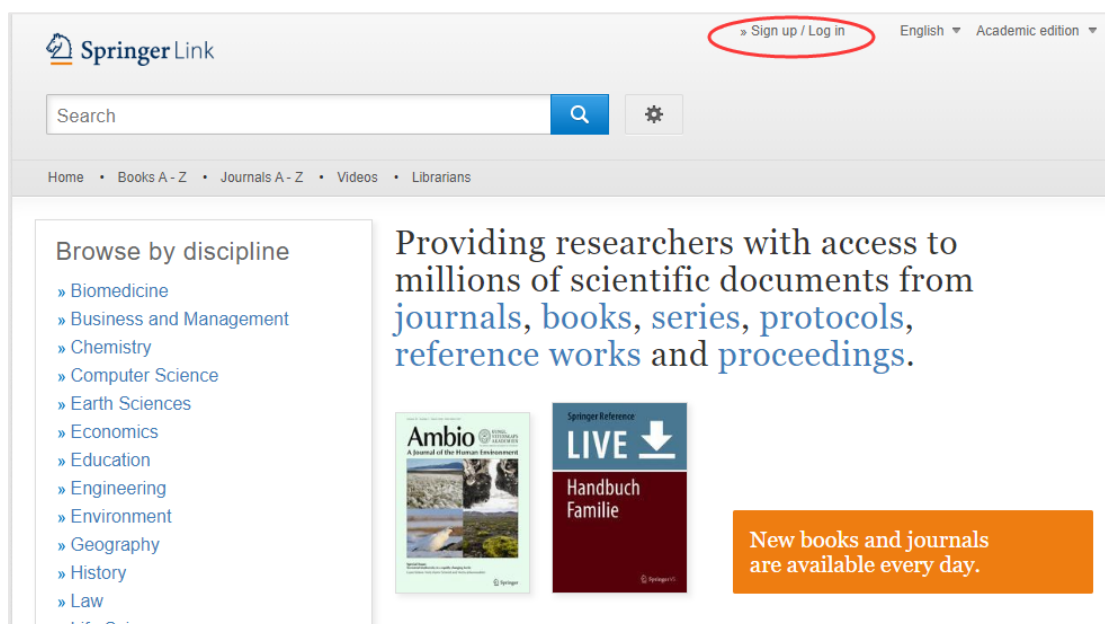 » Sign up / Log in English Academic edition
Springer Link
Search
Home • Books A - Z • Journals A - Z • Videos • Librarians
Browse by discipline
» Biomedicine
» Business and Management
» Chemistry
» Computer Science
» Earth Sciences
» Economics
» Education
» Engineering
» Environment
» Geography
» History
» Law
Providing researchers with access to
millions of scientific documents from
journals, books, series, protocols,
reference works and proceedings.
Ambio
A Journal of the Human Environment
Springer
Springer Reference
LIVE
Handbuch
Familie
Springer VS
New books and journals
are available every day.